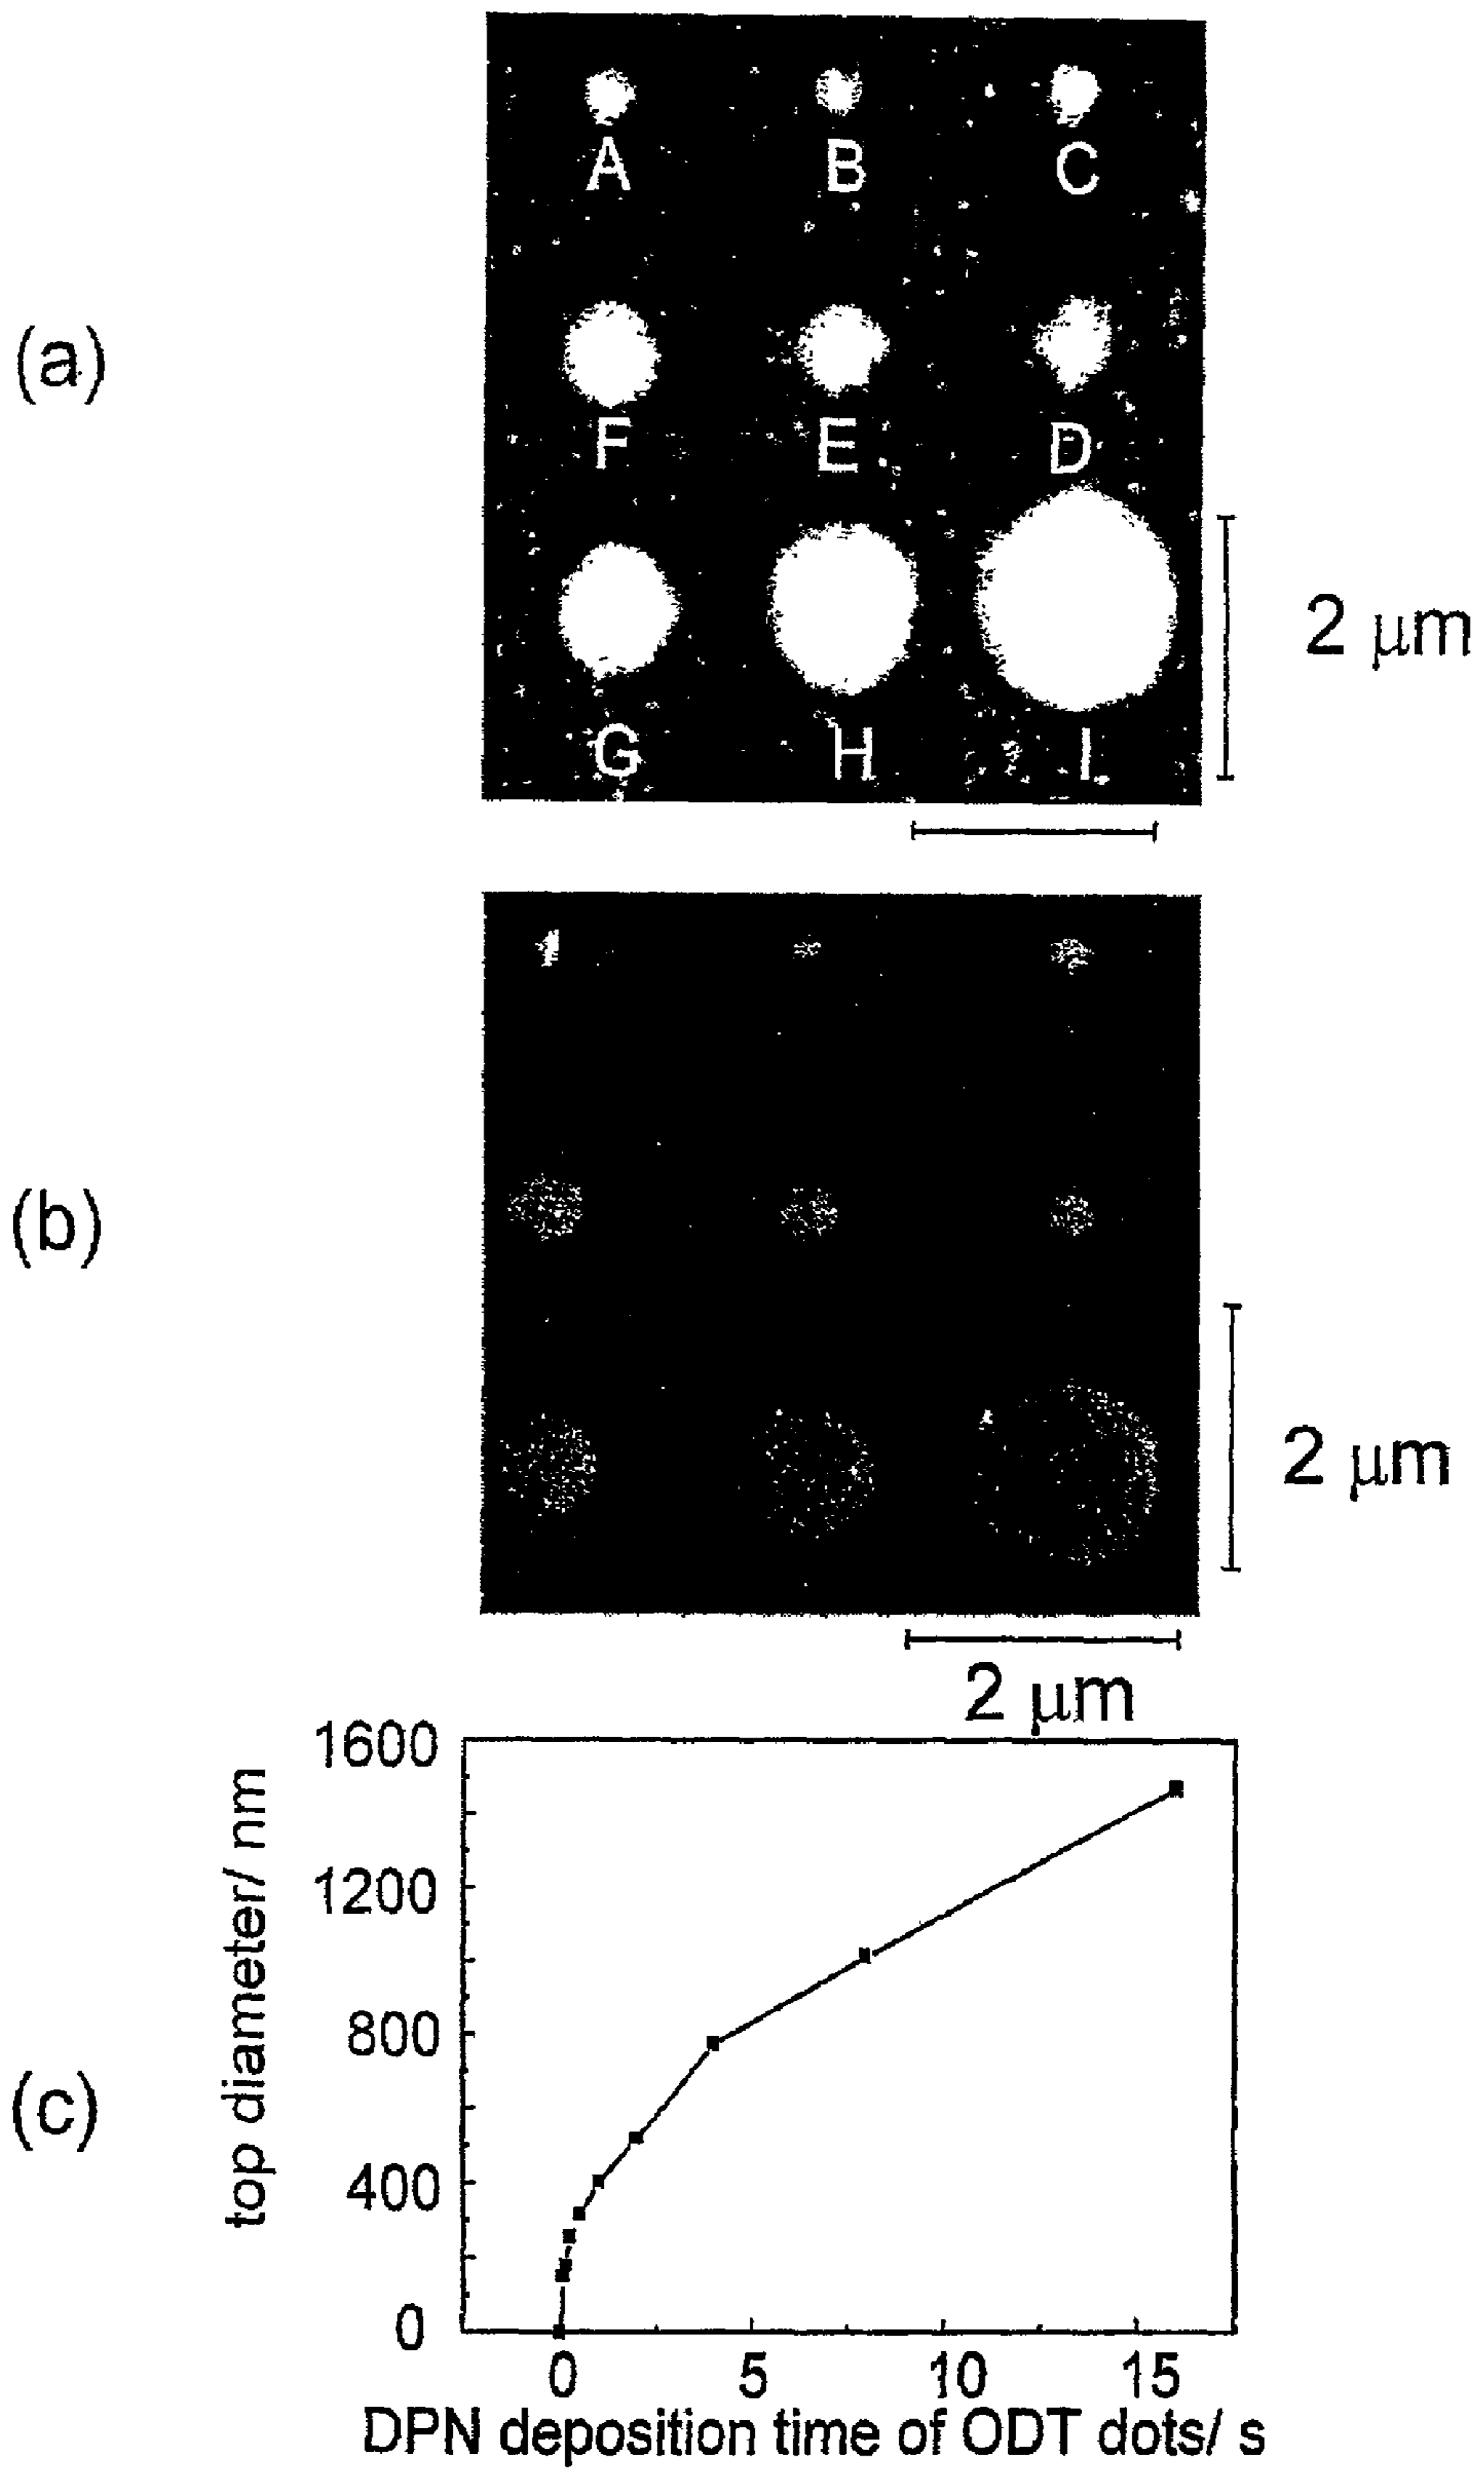 (a)
A B C
F E D
G H I
2 μm
(b)
2 μm
2 μm
(c)
top diameter/ nm
1600
1200
800
400
0
0 5 10 15
DPN deposition time of ODT dots/ s